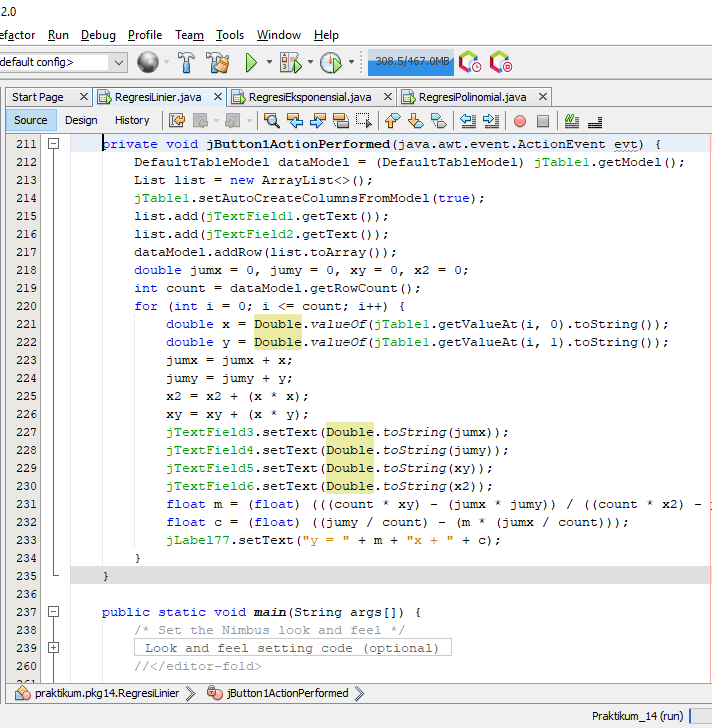 2.0
efactor Run Debug Profile Team Tools Window Help
default config> 308.5/467.0MB
Start Page RegresiLinier.java RegresiEksponensial.java RegresiPolinomial.java
Source Design History
211 private void jButton1ActionPerformed(java.awt.event.ActionEvent evt) {
212 DefaultTableModel dataModel = (DefaultTableModel) jTable1.getModel();
213 List list = new ArrayList<>();
214 jTable1.setAutoCreateColumnsFromModel(true);
215 list.add(jTextField1.getText());
216 list.add(jTextField2.getText());
217 dataModel.addRow(list.toArray());
218 double jumx = 0, jumy = 0, xy = 0, x2 = 0;
219 int count = dataModel.getRowCount();
220 for (int i = 0; i <= count; i++) {
221 double x = Double.valueOf(jTable1.getValueAt(i, 0).toString());
222 double y = Double.valueOf(jTable1.getValueAt(i, 1).toString());
223 jumx = jumx + x;
224 jumy = jumy + y;
225 x2 = x2 + (x * x);
226 xy = xy + (x * y);
227 jTextField3.setText(Double.toString(jumx));
228 jTextField4.setText(Double.toString(jumy));
229 jTextField5.setText(Double.toString(xy));
230 jTextField6.setText(Double.toString(x2));
231 float m = (float) (((count * xy) - (jumx * jumy)) / ((count * x2) -
232 float c = (float) ((jumy / count) - (m * (jumx / count)));
233 jLabel77.setText("y = " + m + "x + " + c);
234 }
235 }
236
237 public static void main(String args[]) {
238 /* Set the Nimbus look and feel */
239 Look and feel setting code (optional)
260 //</editor-fold>
praktikum.pkg14.RegresiLinier jButton1ActionPerformed
Praktikum_14 (run)